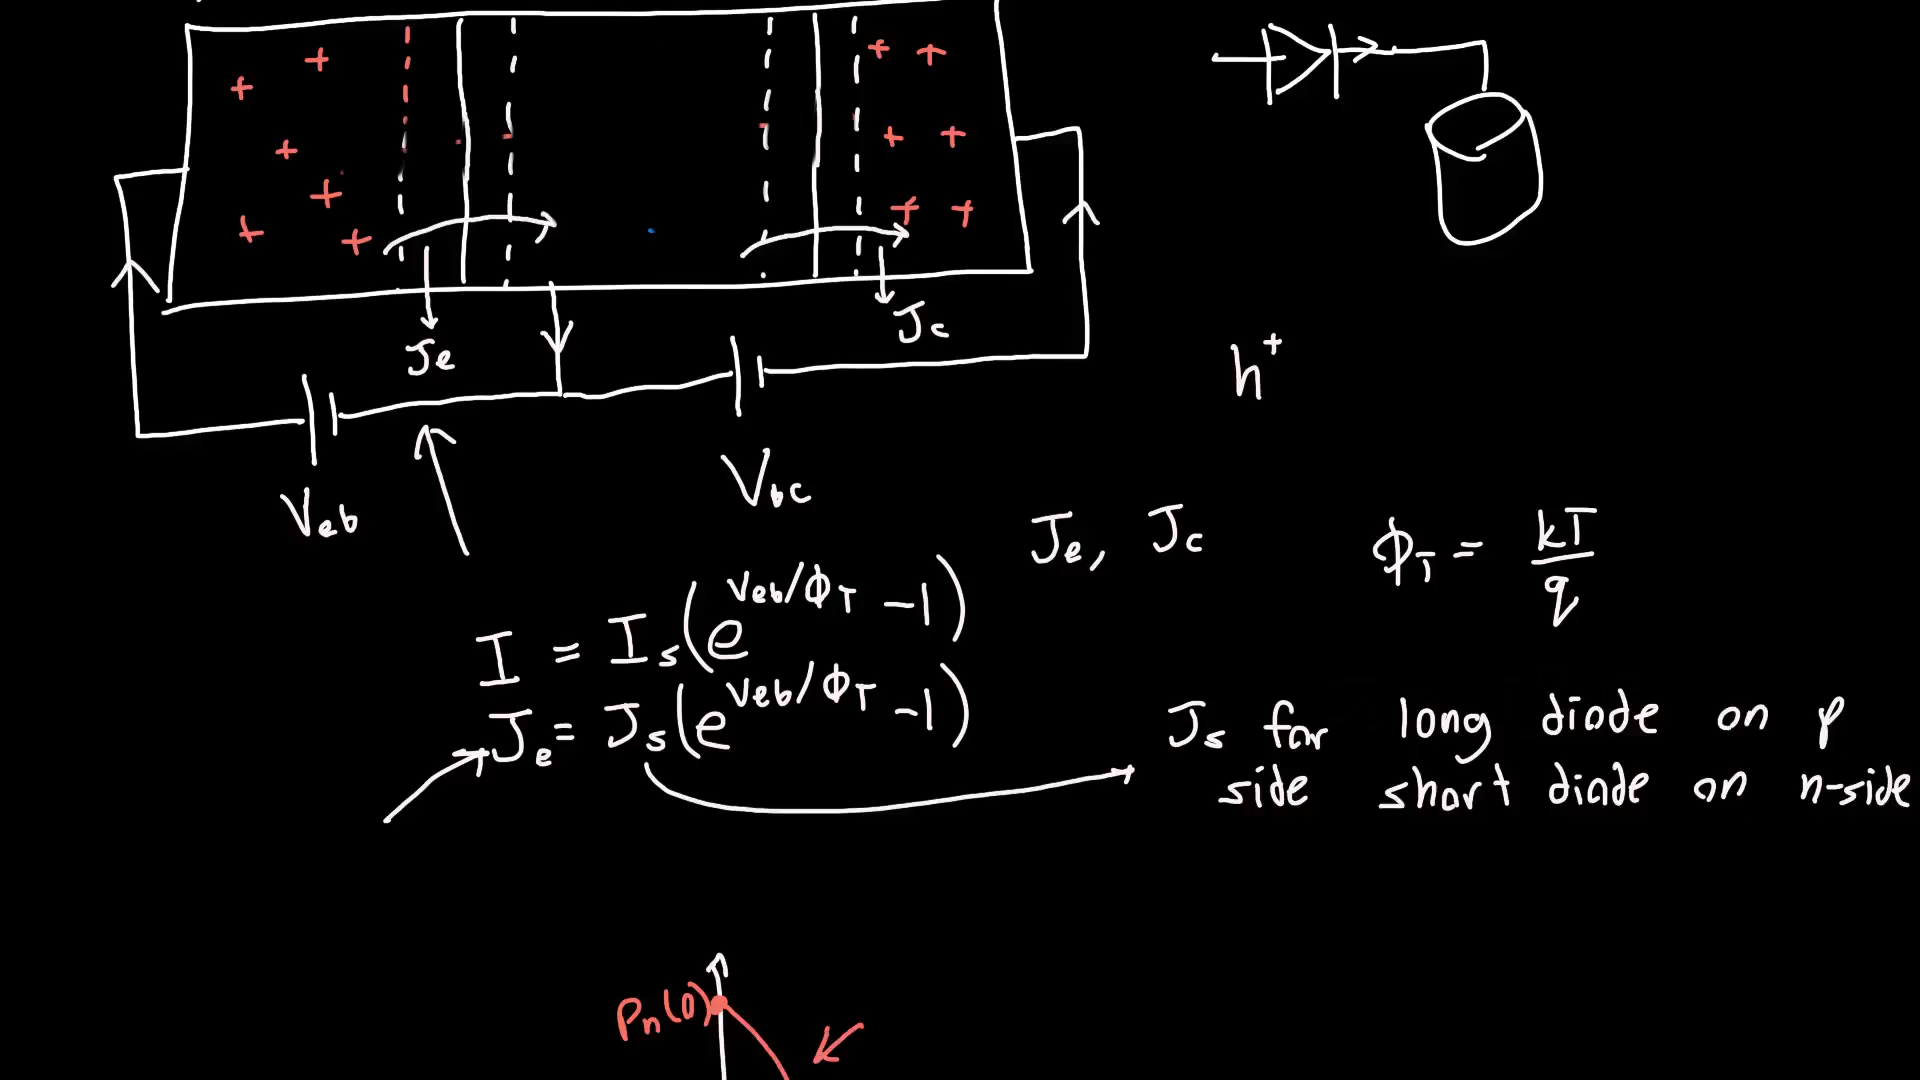 + + + + + + + + + + + +
Je
Jc
h⁺
Veb
Vbc
Je, Jc
ϕT = kT/q
I = Is(e^(Veb/ϕT) -1)
Je = Js(e^(Veb/ϕT) -1)
Js for long diode on p
side short diode on n-side
Pn(0)